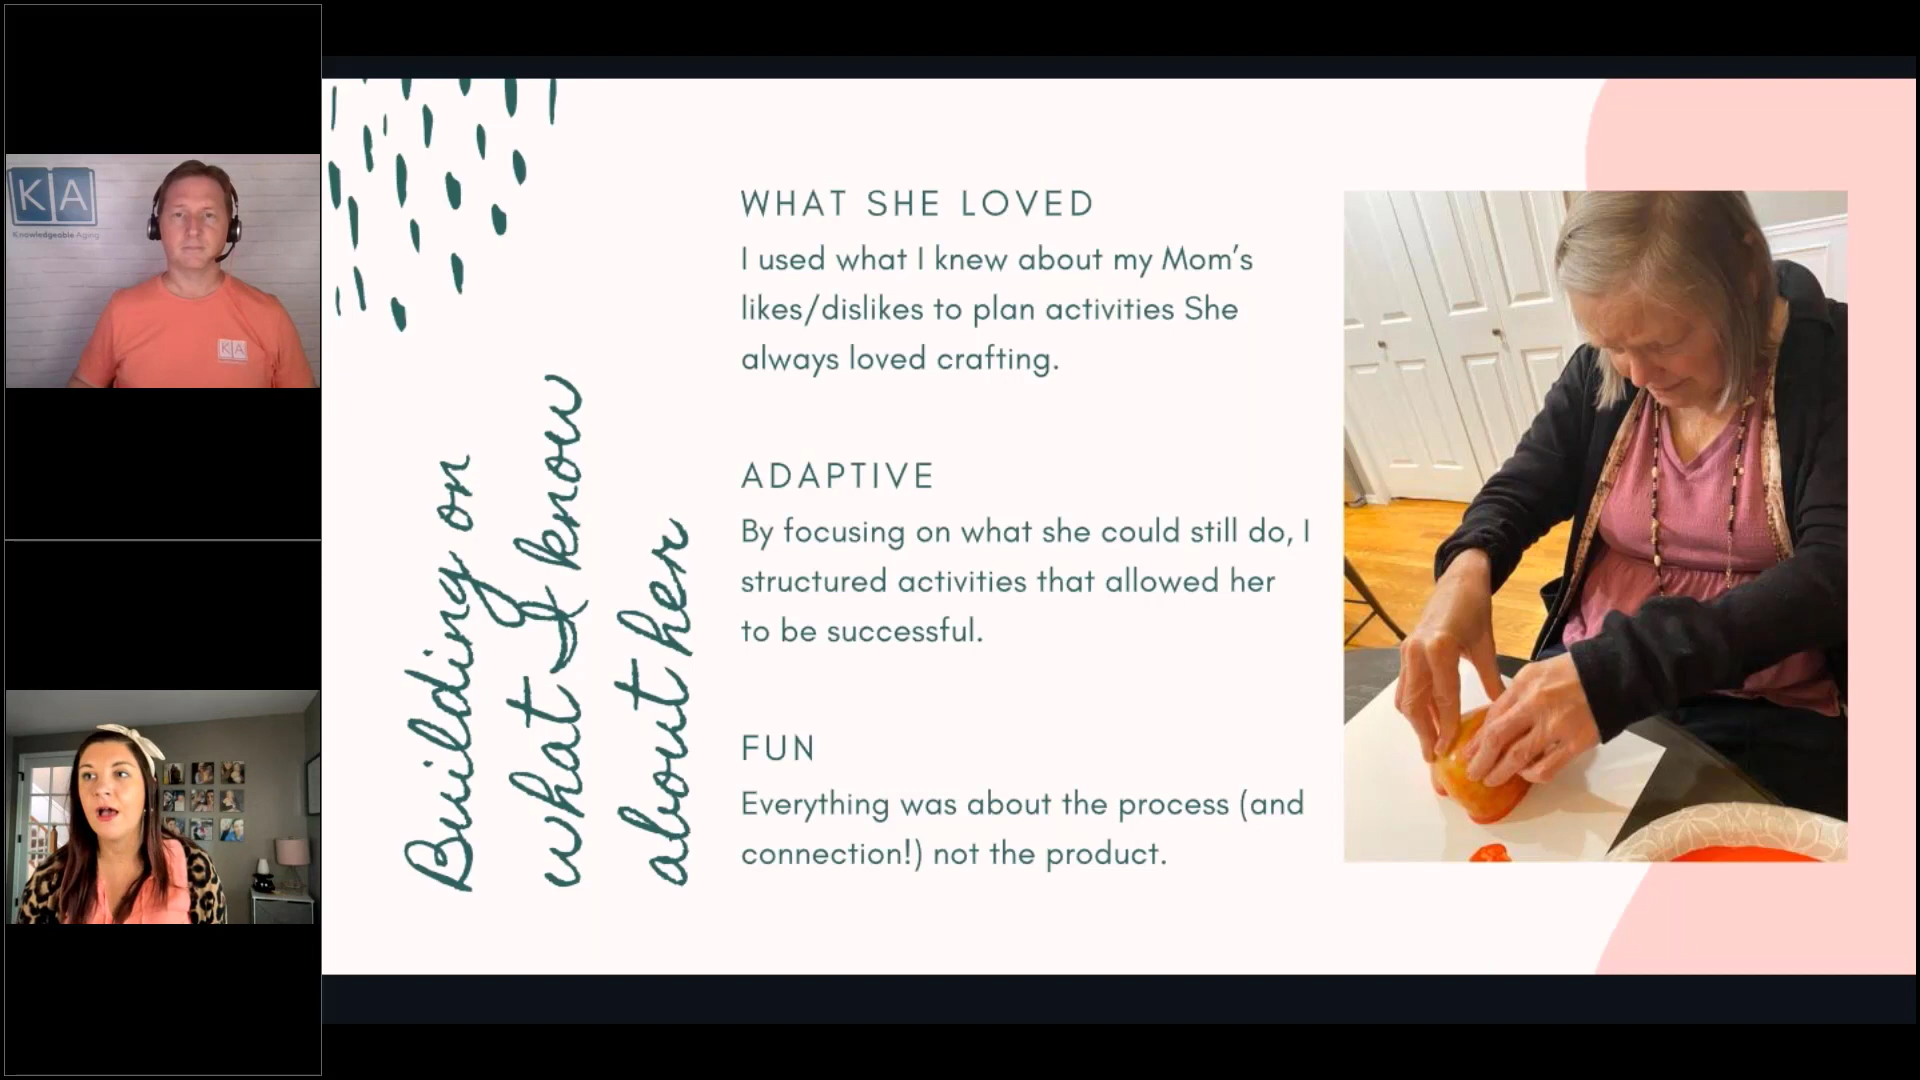 KA
Knowledgeable Aging
KA
Building on
what I know
about her
WHAT SHE LOVED
I used what I knew about my Mom's
likes/dislikes to plan activities She
always loved crafting.
ADAPTIVE
By focusing on what she could still do, I
structured activities that allowed her
to be successful.
FUN
Everything was about the process (and
connection!) not the product.